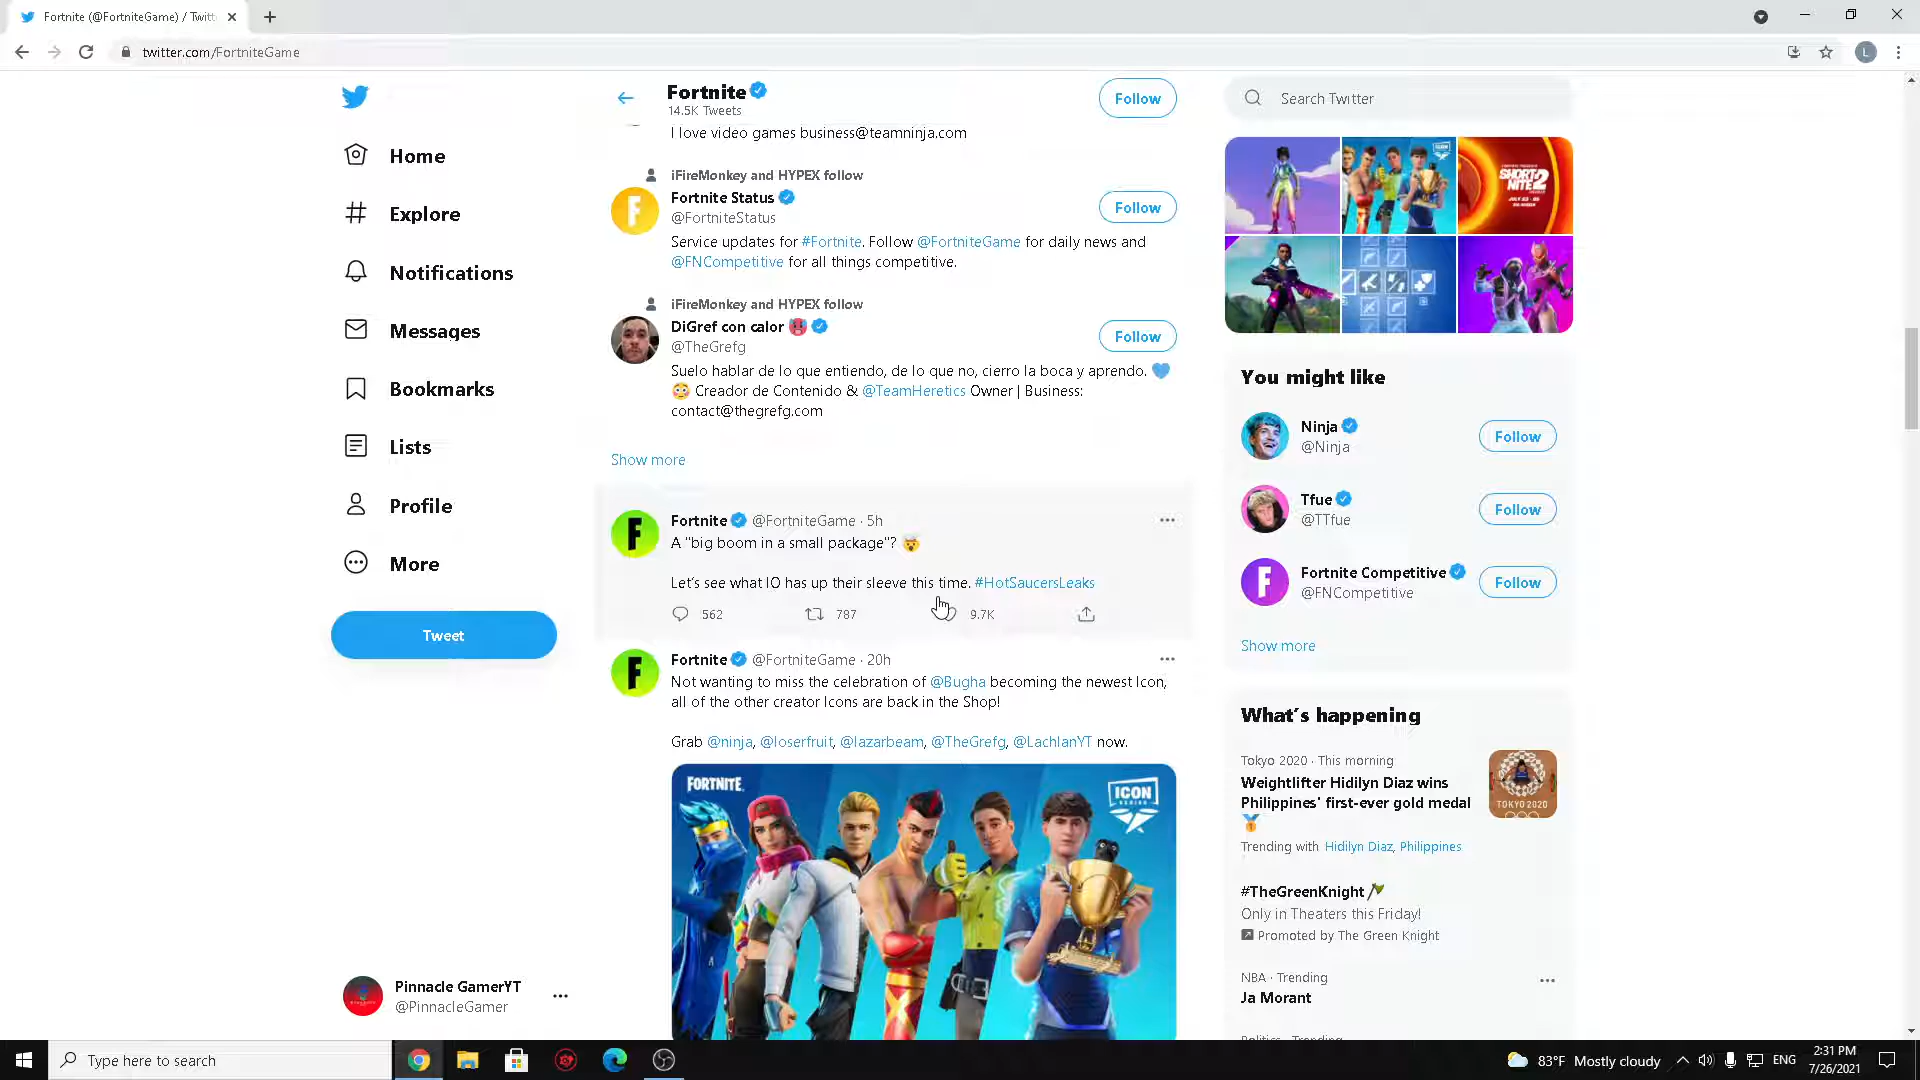 Fortnite (@FortniteGame) / Twitt
twitter.com/FortniteGame
L
Home
Explore
Notifications
Messages
Bookmarks
Lists
Profile
More
Tweet
Pinnacle GamerYT
@PinnacleGamer
Fortnite
14.5K Tweets
Follow
I love video games business@teamninja.com
iFireMonkey and HYPEX follow
Fortnite Status
@FortniteStatus
Follow
Service updates for #Fortnite. Follow @FortniteGame for daily news and
@FNCompetitive for all things competitive.
iFireMonkey and HYPEX follow
DiGref con calor
@TheGrefg
Follow
Suelo hablar de lo que entiendo, de lo que no, cierro la boca y aprendo.
Creador de Contenido & @TeamHeretics Owner | Business:
contact@thegrefg.com
Show more
Fortnite @FortniteGame · 5h
A "big boom in a small package"?
Let's see what IO has up their sleeve this time. #HotSaucersLeaks
562 787 9.7K
Fortnite @FortniteGame · 20h
Not wanting to miss the celebration of @Bugha becoming the newest Icon,
all of the other creator Icons are back in the Shop!
Grab @ninja, @loserfruit, @lazarbeam, @TheGrefg, @LachlanYT now.
FORTNITE
ICON
SERIES
Search Twitter
SHORT
NITE 2
You might like
Ninja
@Ninja
Follow
Tfue
@TTfue
Follow
Fortnite Competitive
@FNCompetitive
Follow
Show more
What's happening
Tokyo 2020 · This morning
Weightlifter Hidilyn Diaz wins
Philippines' first-ever gold medal
TOKYO 2020
Trending with Hidilyn Diaz, Philippines
#TheGreenKnight
Only in Theaters this Friday!
Promoted by The Green Knight
NBA · Trending
Ja Morant
Type here to search
83°F Mostly cloudy
ENG
2:31 PM
7/26/2021